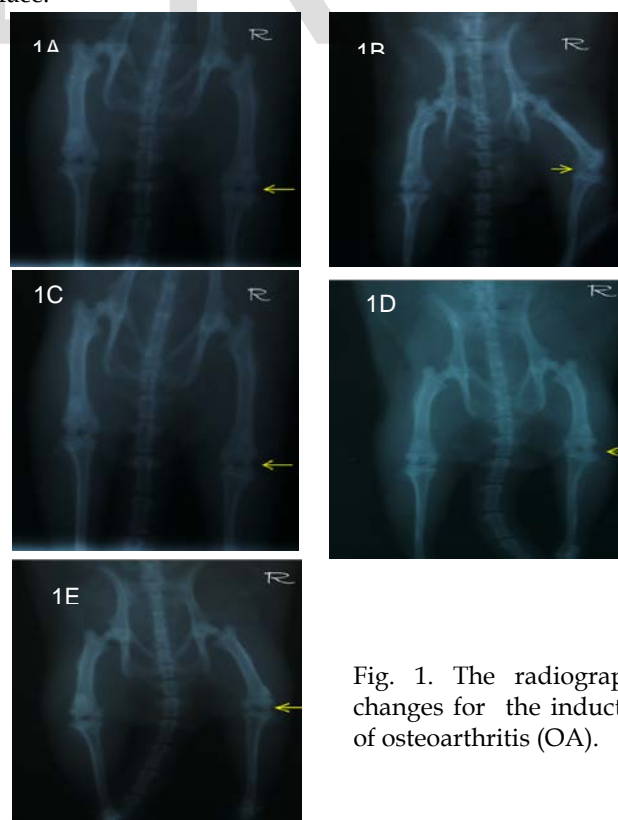 1A
R
1B
R
1C
R
1D
R
1E
R
Fig. 1. The radiograp
changes for the induct
of osteoarthritis (OA).